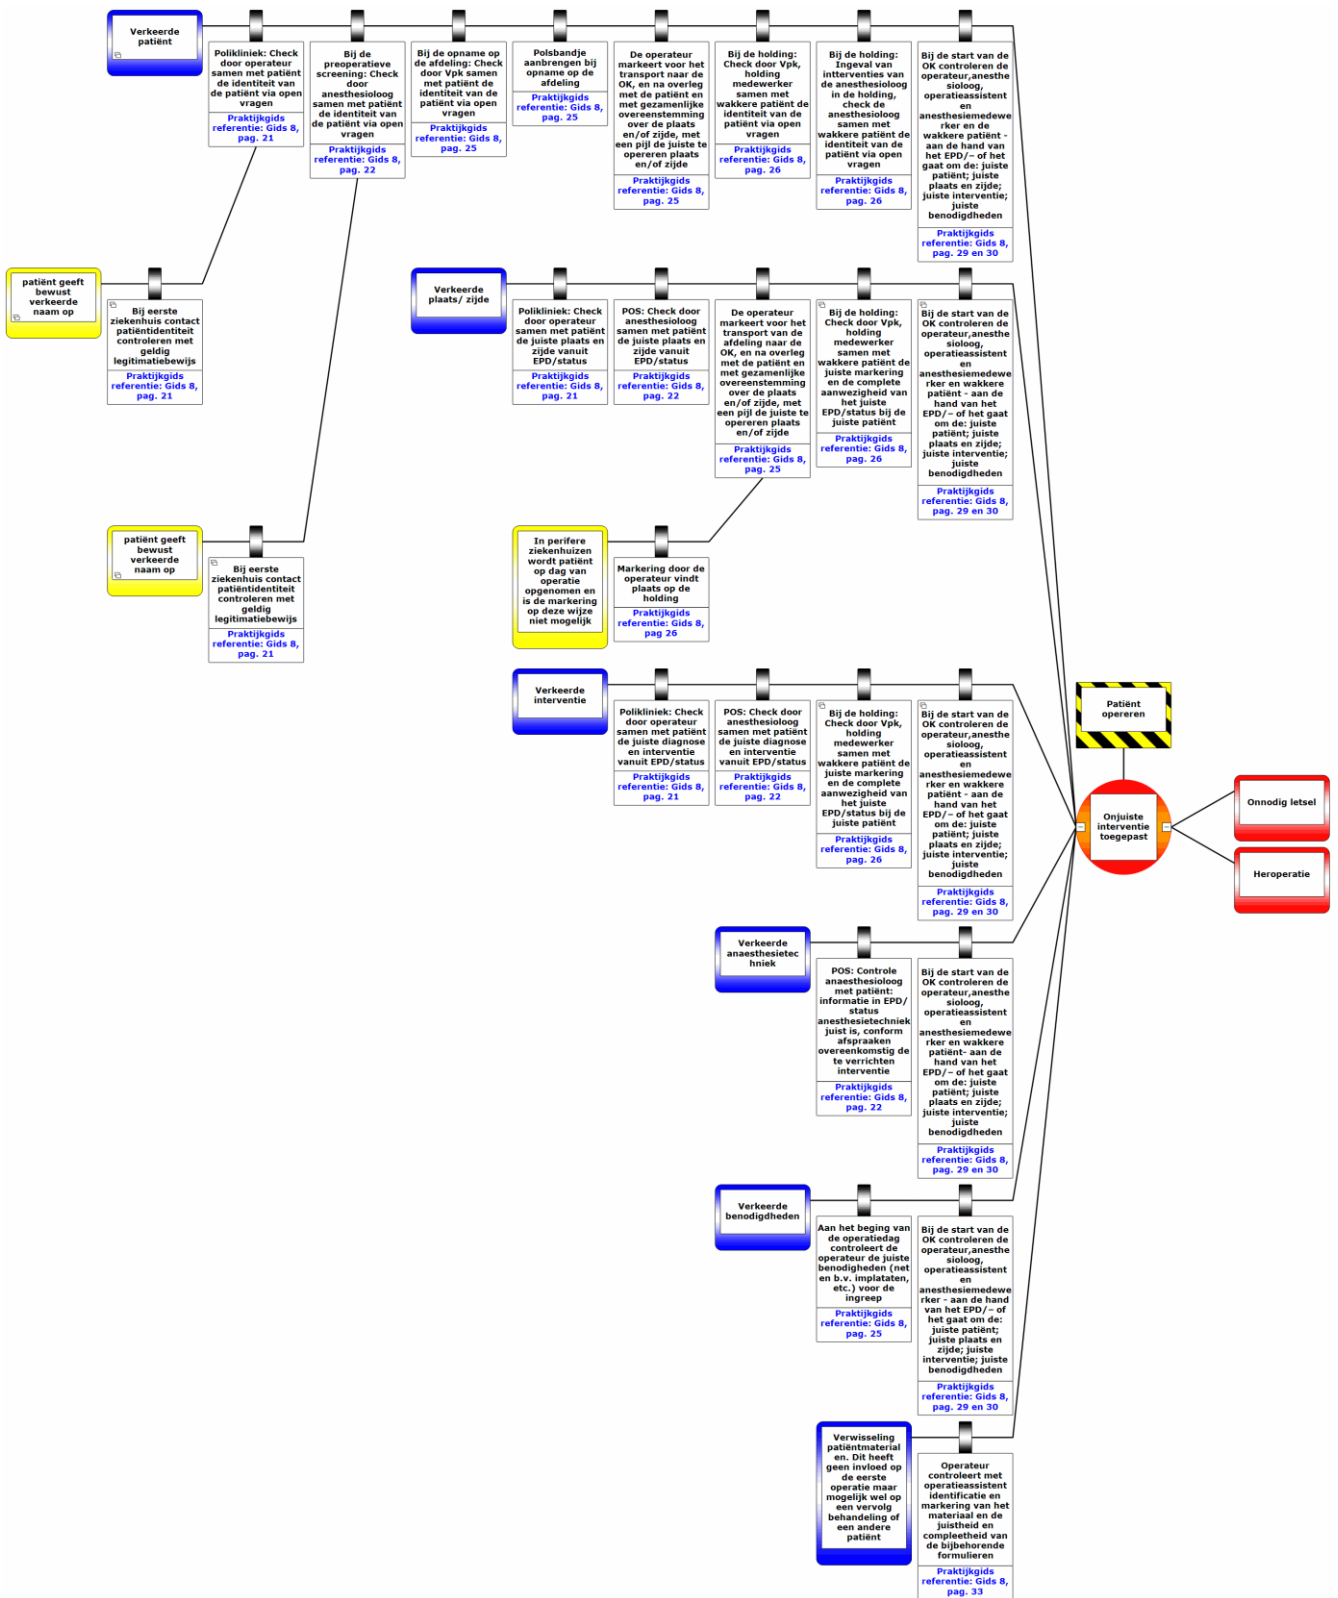 Verkeerde
patiënt
Polikliniek: Check
door operateur
samen met patiënt
de identiteit van
de patiënt via open
vragen
Praktijkgids
referentie: Gids 8,
pag. 21
Bij de
preoperatieve
screening: Check
door
anesthesioloog
samen met patiënt
de identiteit van
de patiënt via open
vragen
Praktijkgids
referentie: Gids 8,
pag. 22
Bij de opname op
de afdeling: Check
door Vpk samen
met patiënt de
identiteit van de
patiënt via open
vragen
Praktijkgids
referentie: Gids 8,
pag. 25
Polsbandje
aanbrengen bij
opname op de
afdeling
Praktijkgids
referentie: Gids 8,
pag. 25
De operateur
markeert voor het
transport naar de
OK, en na overleg
met de patiënt en
met gezamenlijke
overeenstemming
over de plaats
en/of zijde, met
een pijl de juiste te
opereren plaats
en/of zijde
Praktijkgids
referentie: Gids 8,
pag. 25
Bij de holding:
Check door Vpk,
holding
medewerker
samen met
wakkere patiënt de
identiteit van de
patiënt via open
vragen
Praktijkgids
referentie: Gids 8,
pag. 26
Bij de holding:
Ingeval van
intterventies van
de anesthesioloog
in de holding,
check de
anesthesioloog
samen met
wakkere patiënt de
identiteit van de
patiënt via open
vragen
Praktijkgids
referentie: Gids 8,
pag. 26
Bij de start van de
OK controleren de
operateur,anesthe
sioloog,
operatieassistent
en
anesthesiemedewe
rker en de
wakkere patiënt -
aan de hand van
het EPD/– of het
gaat om de: juiste
patiënt; juiste
plaats en zijde;
juiste interventie;
juiste
benodigdheden
Praktijkgids
referentie: Gids 8,
pag. 29 en 30
patiënt geeft
bewust
verkeerde
naam op
Bij eerste
ziekenhuis contact
patiëntidentiteit
controleren met
geldig
legitimatiebewijs
Praktijkgids
referentie: Gids 8,
pag. 21
Verkeerde
plaats/ zijde
Polikliniek: Check
door operateur
samen met patiënt
de juiste plaats en
zijde vanuit
EPD/status
Praktijkgids
referentie: Gids 8,
pag. 21
POS: Check door
anesthesioloog
samen met patiënt
de juiste plaats en
zijde vanuit
EPD/status
Praktijkgids
referentie: Gids 8,
pag. 22
De operateur
markeert voor het
transport van de
afdeling naar de
OK, en na overleg
met de patiënt en
met gezamenlijke
overeenstemming
over de plaats
en/of zijde, met
een pijl de juiste te
opereren plaats
en/of zijde
Praktijkgids
referentie: Gids 8,
pag. 25
Bij de holding:
Check door Vpk,
holding
medewerker
samen met
wakkere patiënt de
juiste markering
en de complete
aanwezigheid van
het juiste
EPD/status bij de
juiste patiënt
Praktijkgids
referentie: Gids 8,
pag. 26
Bij de start van de
OK controleren de
operateur,anesthe
sioloog,
operatieassistent
en
anesthesiemedewe
rker en wakkere
patiënt - aan de
hand van het
EPD/– of het gaat
om de: juiste
patiënt; juiste
plaats en zijde;
juiste interventie;
juiste
benodigdheden
Praktijkgids
referentie: Gids 8,
pag. 29 en 30
patiënt geeft
bewust
verkeerde
naam op
Bij eerste
ziekenhuis contact
patiëntidentiteit
controleren met
geldig
legitimatiebewijs
Praktijkgids
referentie: Gids 8,
pag. 21
In perifere
ziekenhuizen
wordt patiënt
op dag van
operatie
opgenomen en
is de markering
op deze wijze
niet mogelijk
Markering door de
operateur vindt
plaats op de
holding
Praktijkgids
referentie: Gids 8,
pag 26
Verkeerde
interventie
Polikliniek: Check
door operateur
samen met patiënt
de juiste diagnose
en interventie
vanuit EPD/status
Praktijkgids
referentie: Gids 8,
pag. 21
POS: Check door
anesthesioloog
samen met patiënt
de juiste diagnose
en interventie
vanuit EPD/status
Praktijkgids
referentie: Gids 8,
pag. 22
Bij de holding:
Check door Vpk,
holding
medewerker
samen met
wakkere patiënt de
juiste markering
en de complete
aanwezigheid van
het juiste
EPD/status bij de
juiste patiënt
Praktijkgids
referentie: Gids 8,
pag. 26
Bij de start van de
OK controleren de
operateur,anesthe
sioloog,
operatieassistent
en
anesthesiemedewe
rker en wakkere
patiënt - aan de
hand van het
EPD/– of het gaat
om de: juiste
patiënt; juiste
plaats en zijde;
juiste interventie;
juiste
benodigdheden
Praktijkgids
referentie: Gids 8,
pag. 29 en 30
Patiënt
opereren
Onjuiste
interventie
toegepast
Onnodig letsel
Heroperatie
Verkeerde
anaesthesietec
hniek
POS: Controle
anaesthesioloog
met patiënt:
informatie in EPD/
status
anesthesietechniek
juist is, conform
afspraaken
overeenkomstig de
te verrichten
interventie
Praktijkgids
referentie: Gids 8,
pag. 22
Bij de start van de
OK controleren de
operateur,anesthe
sioloog,
operatieassistent
en
anesthesiemedewe
rker en wakkere
patiënt– aan de
hand van het
EPD/– of het gaat
om de: juiste
patiënt; juiste
plaats en zijde;
juiste interventie;
juiste
benodigdheden
Praktijkgids
referentie: Gids 8,
pag. 29 en 30
Verkeerde
benodigdheden
Aan het beging van
de operatiedag
controleert de
operateur de juiste
benodigheden (net
en b.v. implataten,
etc.) voor de
ingreep
Praktijkgids
referentie: Gids 8,
pag. 25
Bij de start van de
OK controleren de
operateur,anesthe
sioloog,
operatieassistent
en
anesthesiemedewe
rker - aan de hand
van het EPD/– of
het gaat om de:
juiste patiënt;
juiste plaats en
zijde; juiste
interventie; juiste
benodigdheden
Praktijkgids
referentie: Gids 8,
pag. 29 en 30
Verwisseling
patiëntmaterial
en. Dit heeft
geen invloed op
de eerste
operatie maar
mogelijk wel op
een vervolg
behandeling of
een andere
patiënt
Operateur
controleert met
operatieassistent
identificatie en
markering van het
materiaal en de
juistheid en
compleetheid van
de bijbehorende
formulieren
Praktijkgids
referentie: Gids 8,
pag. 33